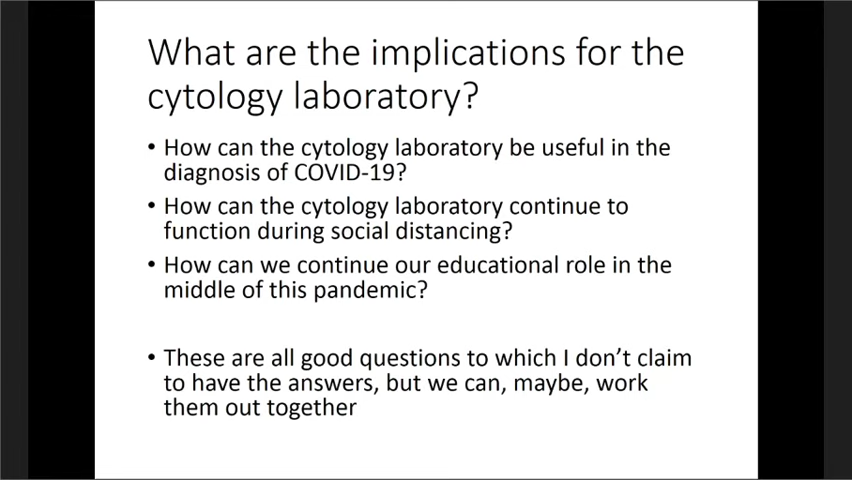 What are the implications for the
cytology laboratory?
• How can the cytology laboratory be useful in the
diagnosis of COVID-19?
• How can the cytology laboratory continue to
function during social distancing?
• How can we continue our educational role in the
middle of this pandemic?
• These are all good questions to which I don’t claim
to have the answers, but we can, maybe, work
them out together